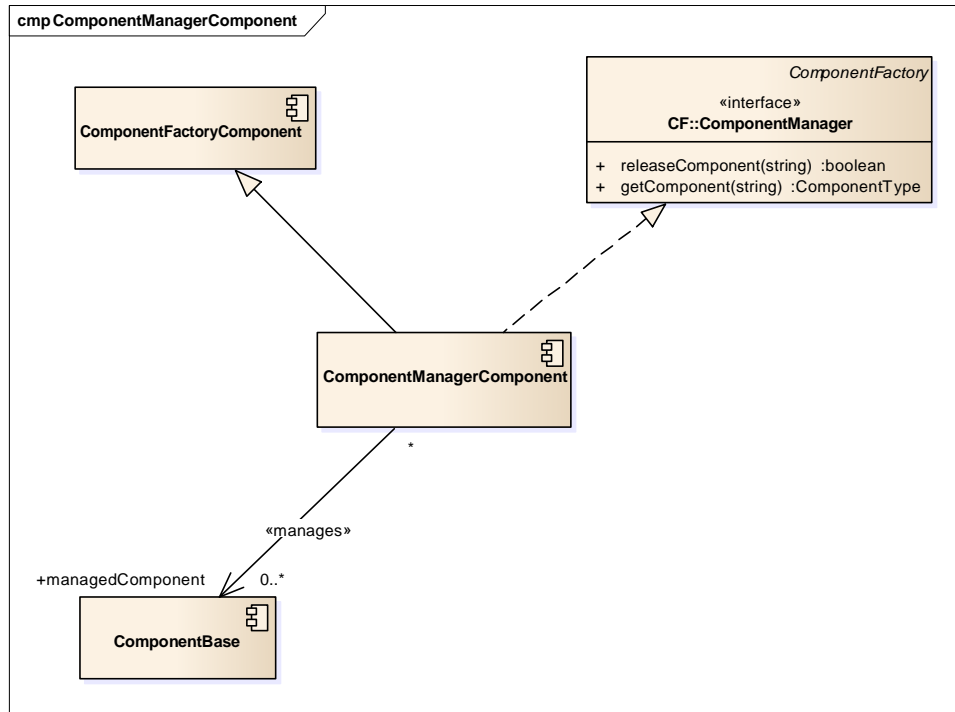 cmp ComponentManagerComponent
ComponentFactory
«interface»
CF::ComponentManager
+ releaseComponent(string) :boolean
+ getComponent(string) :ComponentType
ComponentFactoryComponent
ComponentManagerComponent
*
«manages»
+managedComponent 0..*
ComponentBase